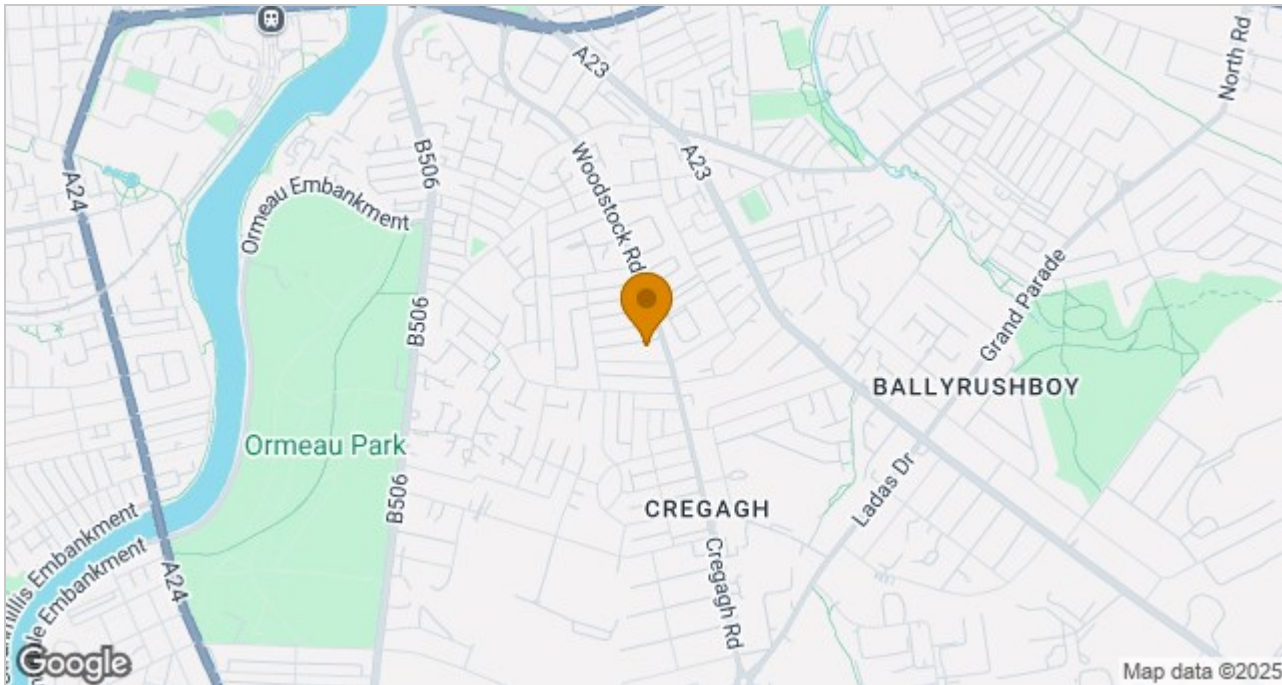 A23
North Rd
A24
B506
Woodstock Rd
A23
Ormeau Embankment
B506
Grand Parade
BALLYRUSHBOY
Ormeau Park
B506
Ladas Dr
CREGAGH
Embankment
Embankment
A24
Cregagh Rd
Google
Map data ©2025